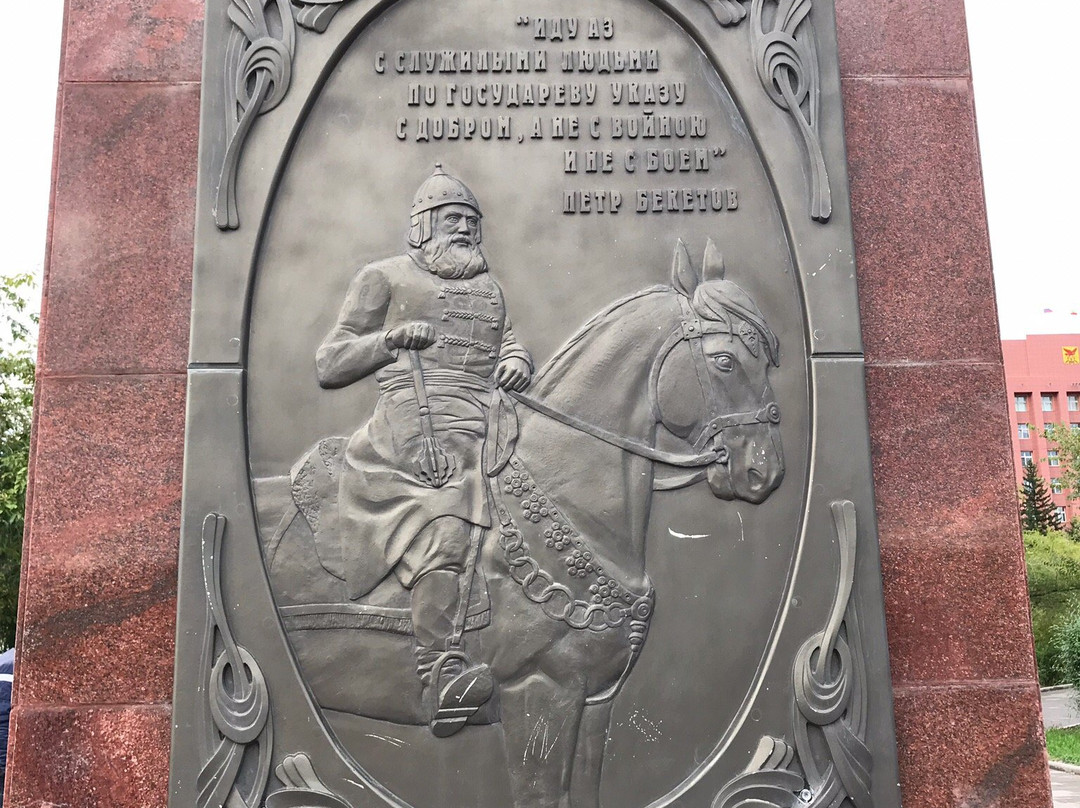 "ИДУ АЗ
С СЛУЖИЛЫМИ ЛЮДЬМИ
ПО ГОСУДАРЕВУ УКАЗУ
С ДОБРОМ, А НЕ С ВОЙНОЮ
И НЕ С БОЕМ"
ПЕТР БЕКЕТОВ